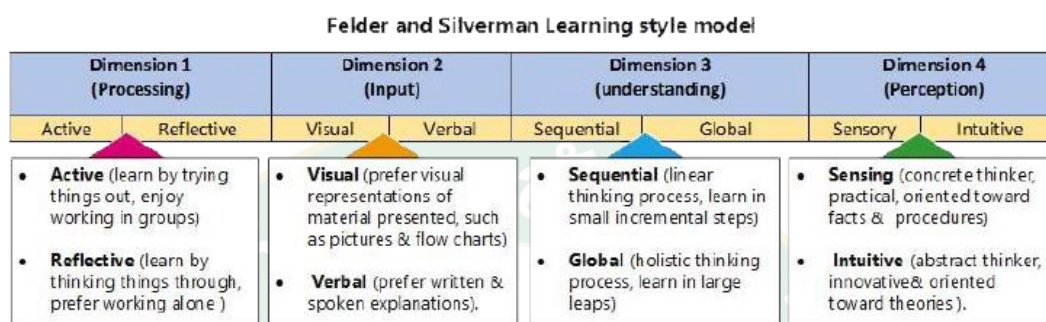 Felder and Silverman Learning style model
Dimension 1
(Processing)
Dimension 2
(Input)
Dimension 3
(understanding)
Dimension 4
(Perception)
Active
Reflective
Visual
Verbal
Sequential
Global
Sensory
Intuitive
• Active (learn by trying
things out, enjoy
working in groups)
• Reflective (learn by
thinking things through,
prefer working alone )
• Visual (prefer visual
representations of
material presented, such
as pictures & flow charts)
• Verbal (prefer written &
spoken explanations).
• Sequential (linear
thinking process, learn in
small incremental steps
• Global (holistic thinking
process, learn in large
leaps)
• Sensing (concrete thinker,
practical, oriented toward
facts & procedures)
• Intuitive (abstract thinker,
innovative& oriented
toward theories ).